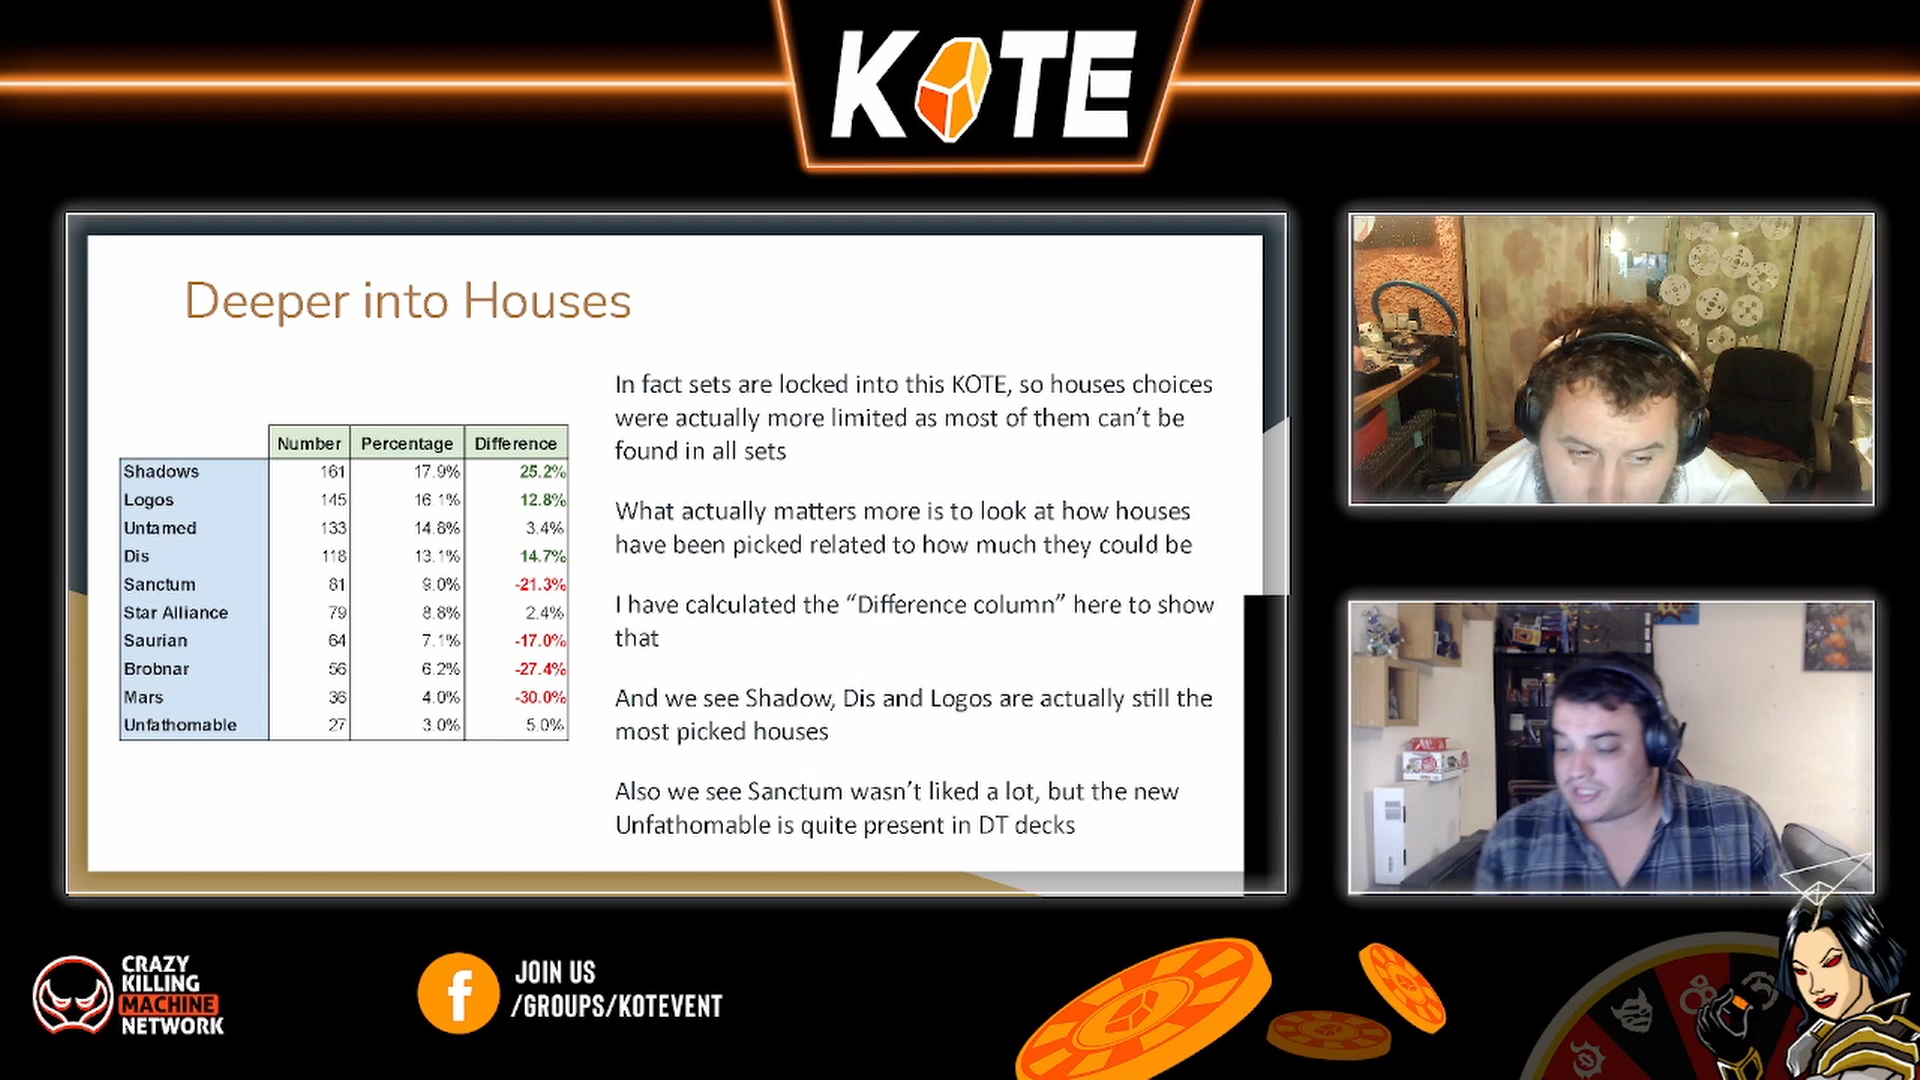 KOTE
Deeper into Houses
Number Percentage Difference
Shadows 161 17.9% 25.2%
Logos 145 16.1% 12.8%
Untamed 133 14.8% 3.4%
Dis 118 13.1% 14.7%
Sanctum 81 9.0% -21.3%
Star Alliance 79 8.8% 2.4%
Saurian 64 7.1% -17.0%
Brobnar 56 6.2% -27.4%
Mars 36 4.0% -30.0%
Unfathomable 27 3.0% 5.0%
In fact sets are locked into this KOTE, so houses choices
were actually more limited as most of them can’t be
found in all sets
What actually matters more is to look at how houses
have been picked related to how much they could be
I have calculated the “Difference column” here to show
that
And we see Shadow, Dis and Logos are actually still the
most picked houses
Also we see Sanctum wasn’t liked a lot, but the new
Unfathomable is quite present in DT decks
CRAZY
KILLING
MACHINE
NETWORK
f
JOIN US
/GROUPS/KOTEVENT